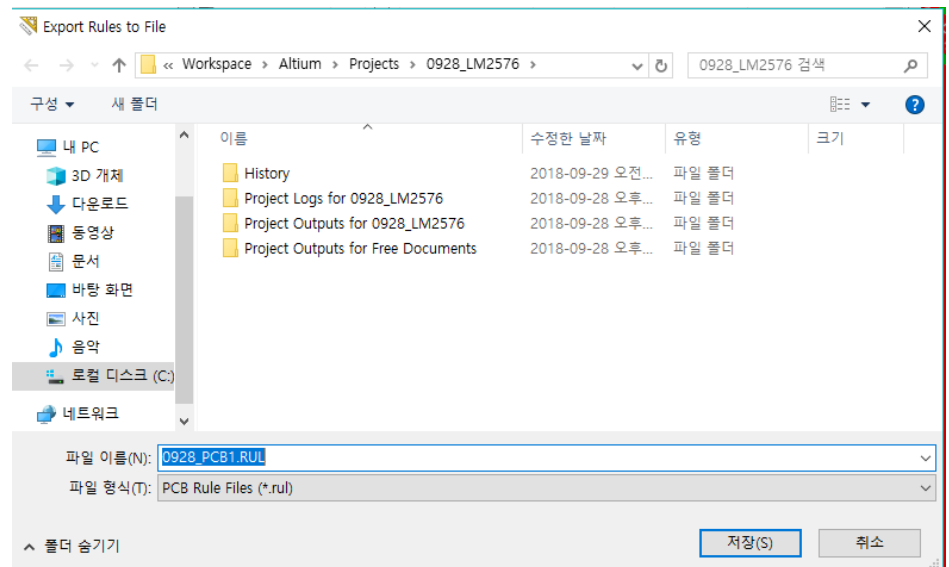 Export Rules to File
« Workspace > Altium > Projects > 0928_LM2576 >
0928_LM2576 검색
구성
새 폴더
이름 수정한 날짜 유형 크기
내 PC
3D 개체
다운로드
동영상
문서
바탕 화면
사진
음악
로컬 디스크 (C:)
네트워크
History 2018-09-29 오전... 파일 폴더
Project Logs for 0928_LM2576 2018-09-28 오후... 파일 폴더
Project Outputs for 0928_LM2576 2018-09-28 오후... 파일 폴더
Project Outputs for Free Documents 2018-09-28 오후... 파일 폴더
파일 이름(N): 0928_PCB1.RUL
파일 형식(T): PCB Rule Files (*.rul)
폴더 숨기기
저장(S)
취소